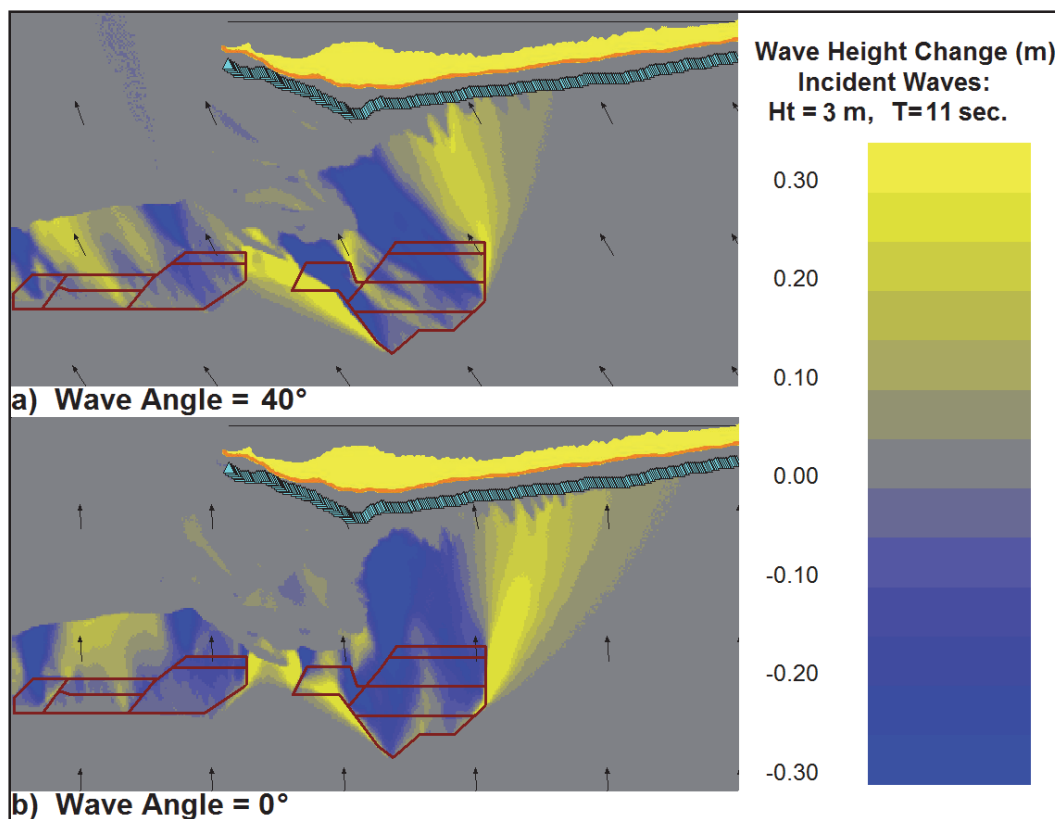 Wave Height Change (m)
Incident Waves:
Ht = 3 m, T=11 sec.
0.30
0.20
0.10
0.00
-0.10
-0.20
-0.30
a) Wave Angle = 40°
b) Wave Angle = 0°